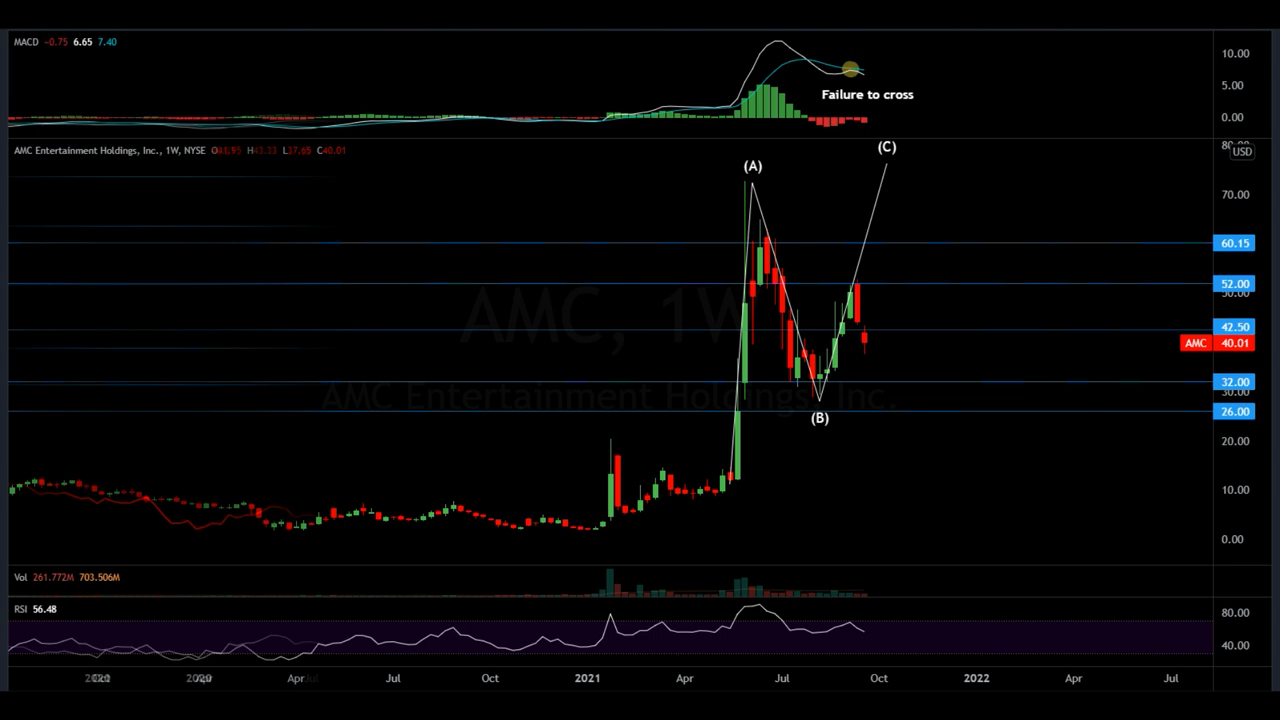 MACD -0.75 6.65 7.40
10.00
5.00
Failure to cross
0.00
(C)
AMC Entertainment Holdings, Inc., 1W, NYSE H43.33 L37.65 C40.01
USD
(A)
70.00
60.15
52.00
50.00
AMC, 1W
42.50
AMC 40.01
32.00
30.00
AMC Entertainment Holdings, Inc.
26.00
(B)
20.00
10.00
0.00
Vol 261.772M 703.506M
RSI 56.48
80.00
40.00
Apr Jul Oct 2021 Apr Jul Oct 2022 Apr Jul